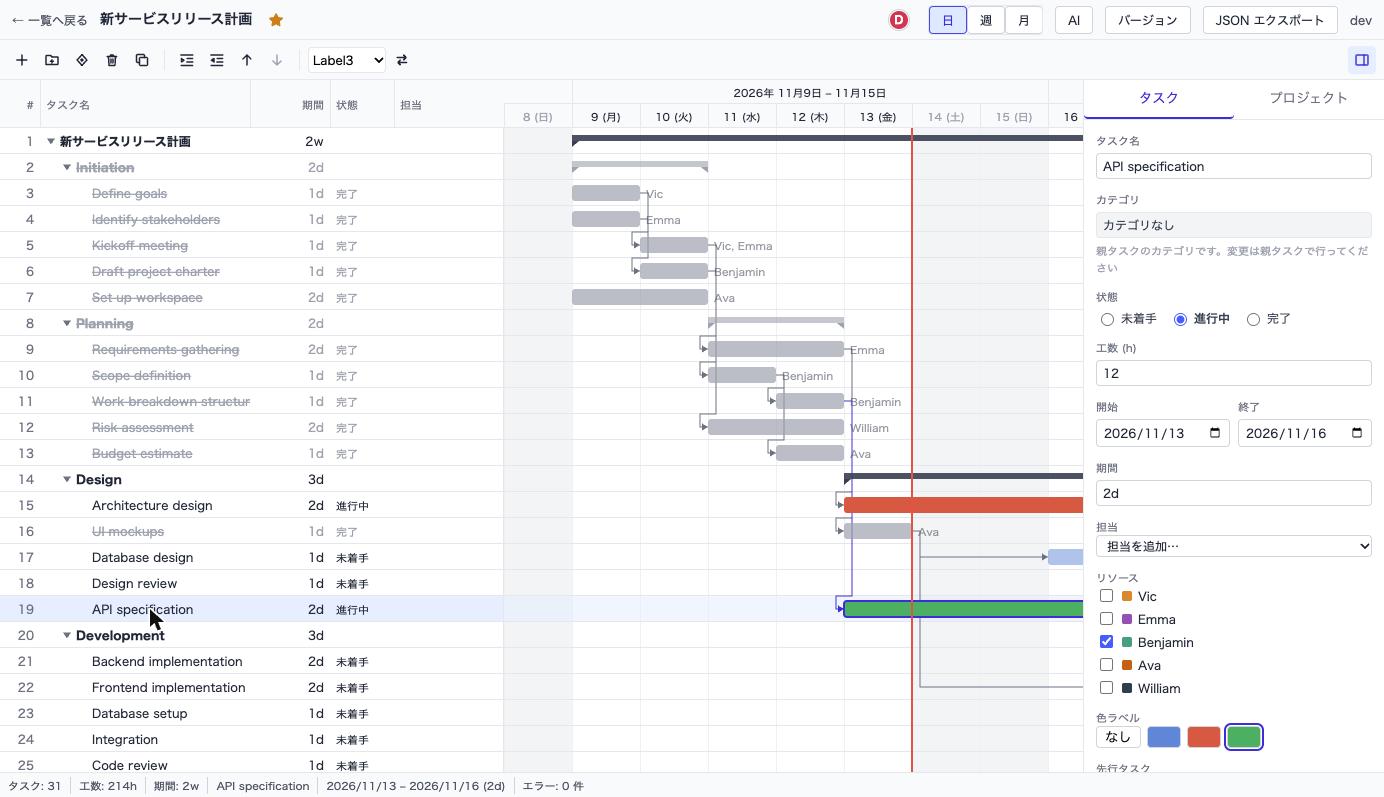 ← 一覧へ戻る 新サービスリリース計画 D 日 週 月 AI バージョン JSON エクスポート dev
Label3
# タスク名 期間 状態 担当
2026年 11月9日 – 11月15日
8 (日) 9 (月) 10 (火) 11 (水) 12 (木) 13 (金) 14 (土) 15 (日) 16
1 新サービスリリース計画 2w
2 Initiation 2d
3 Define goals 1d 完了 Vic
4 Identify stakeholders 1d 完了 Emma
5 Kickoff meeting 1d 完了 Vic, Emma
6 Draft project charter 1d 完了 Benjamin
7 Set up workspace 2d 完了 Ava
8 Planning 2d
9 Requirements gathering 2d 完了 Emma
10 Scope definition 1d 完了 Benjamin
11 Work breakdown structur 1d 完了 Benjamin
12 Risk assessment 2d 完了 William
13 Budget estimate 1d 完了 Ava
14 Design 3d
15 Architecture design 2d 進行中
16 UI mockups 1d 完了 Ava
17 Database design 1d 未着手
18 Design review 1d 未着手
19 API specification 2d 進行中
20 Development 3d
21 Backend implementation 2d 未着手
22 Frontend implementation 2d 未着手
23 Database setup 1d 未着手
24 Integration 1d 未着手
25 Code review 1d 未着手
タスク プロジェクト
タスク名
API specification
カテゴリ
カテゴリなし
親タスクのカテゴリです。変更は親タスクで行ってくだ
さい
状態
未着手 進行中 完了
工数 (h)
12
開始 終了
2026/11/13 2026/11/16
期間
2d
担当
担当を追加…
リソース
Vic
Emma
Benjamin
Ava
William
色ラベル
なし
先行タスク
タスク: 31 工数: 214h 期間: 2w API specification 2026/11/13 – 2026/11/16 (2d) エラー: 0 件